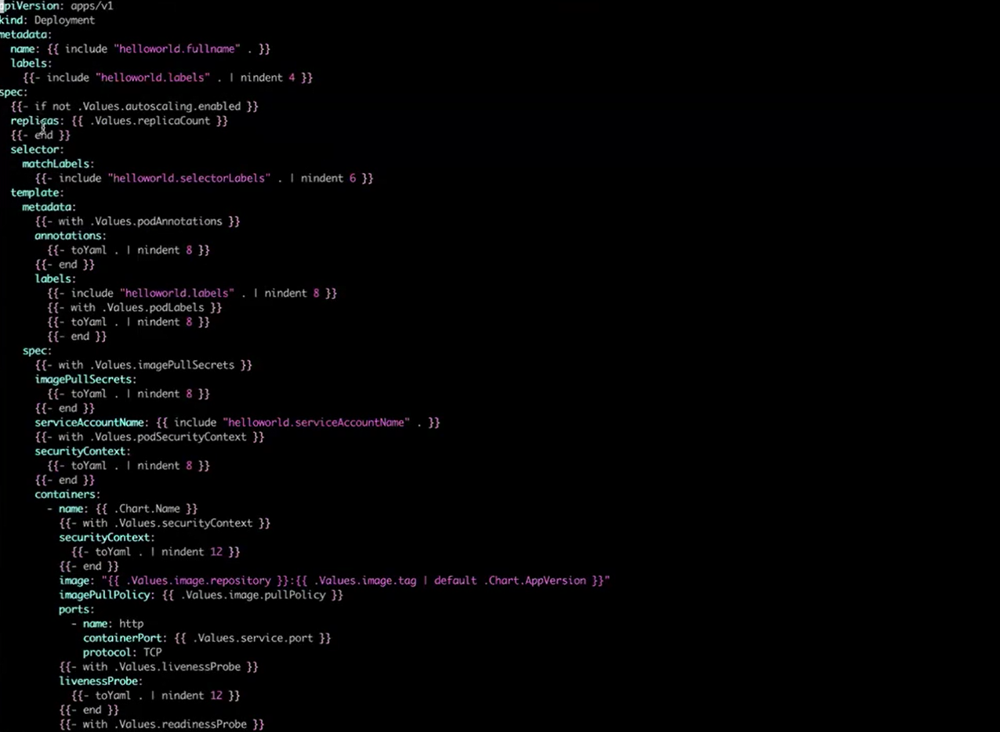 apiVersion: apps/v1
kind: Deployment
metadata:
  name: {{ include "helloworld.fullname" . }}
  labels:
    {{- include "helloworld.labels" . | nindent 4 }}
spec:
  {{- if not .Values.autoscaling.enabled }}
  replicas: {{ .Values.replicaCount }}
  {{- end }}
  selector:
    matchLabels:
      {{- include "helloworld.selectorLabels" . | nindent 6 }}
  template:
    metadata:
      {{- with .Values.podAnnotations }}
      annotations:
        {{- toYaml . | nindent 8 }}
      {{- end }}
      labels:
        {{- include "helloworld.labels" . | nindent 8 }}
        {{- with .Values.podLabels }}
        {{- toYaml . | nindent 8 }}
        {{- end }}
    spec:
      {{- with .Values.imagePullSecrets }}
      imagePullSecrets:
        {{- toYaml . | nindent 8 }}
      {{- end }}
      serviceAccountName: {{ include "helloworld.serviceAccountName" . }}
      {{- with .Values.podSecurityContext }}
      securityContext:
        {{- toYaml . | nindent 8 }}
      {{- end }}
      containers:
        - name: {{ .Chart.Name }}
          {{- with .Values.securityContext }}
          securityContext:
            {{- toYaml . | nindent 12 }}
          {{- end }}
          image: "{{ .Values.image.repository }}:{{ .Values.image.tag | default .Chart.AppVersion }}"
          imagePullPolicy: {{ .Values.image.pullPolicy }}
          ports:
            - name: http
              containerPort: {{ .Values.service.port }}
              protocol: TCP
          {{- with .Values.livenessProbe }}
          livenessProbe:
            {{- toYaml . | nindent 12 }}
          {{- end }}
          {{- with .Values.readinessProbe }}